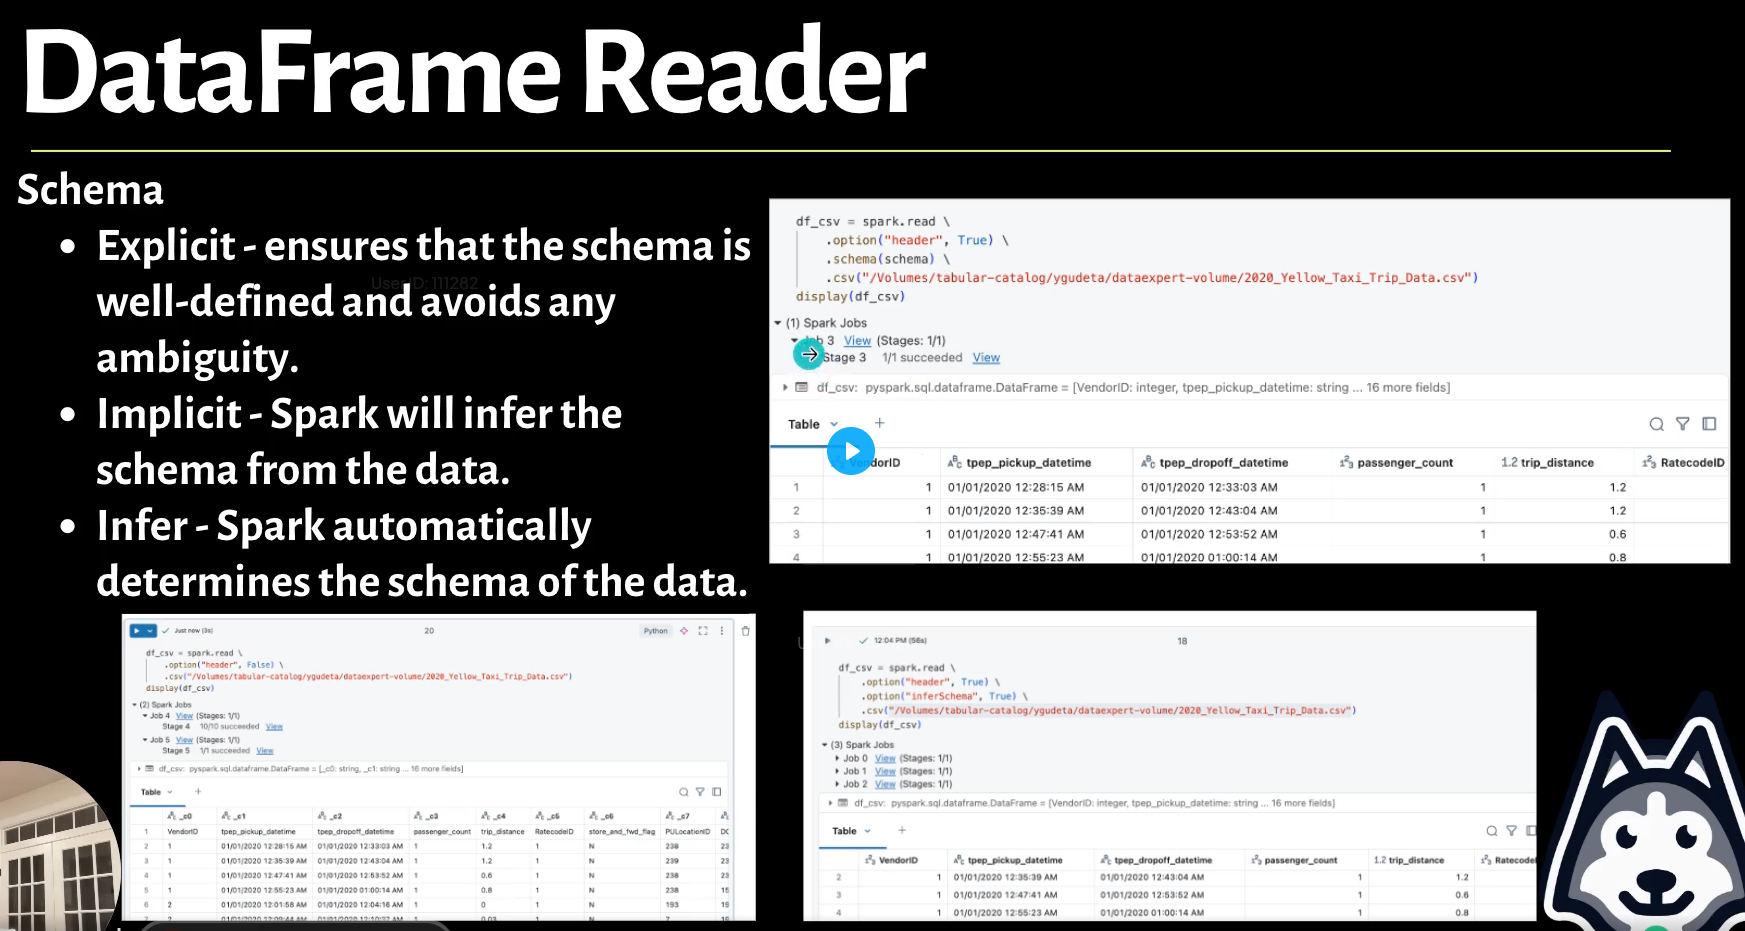 DataFrame Reader
Schema
• Explicit - ensures that the schema is
well-defined and avoids any
ambiguity.
• Implicit - Spark will infer the
schema from the data.
• Infer - Spark automatically
determines the schema of the data.
UserID: 111282
df_csv = spark.read \
.option("header", True) \
.schema(schema) \
.csv("/Volumes/tabular-catalog/ygudeta/dataexpert-volume/2020_Yellow_Taxi_Trip_Data.csv")
display(df_csv)
(1) Spark Jobs
3 View (Stages: 1/1)
Stage 3 1/1 succeeded View
df_csv: pyspark.sql.dataframe.DataFrame = [VendorID: integer, tpep_pickup_datetime: string ... 16 more fields]
Table +
VendorID tpep_pickup_datetime tpep_dropoff_datetime passenger_count 1.2 trip_distance RatecodeID
1 1 01/01/2020 12:28:15 AM 01/01/2020 12:33:03 AM 1 1.2
2 1 01/01/2020 12:35:39 AM 01/01/2020 12:43:04 AM 1 1.2
3 1 01/01/2020 12:47:41 AM 01/01/2020 12:53:52 AM 1 0.6
4 1 01/01/2020 12:55:23 AM 01/01/2020 01:00:14 AM 1 0.8
Just now (3s) 20 Python
df_csv = spark.read \
.option("header", False) \
.csv("/Volumes/tabular-catalog/ygudeta/dataexpert-volume/2020_Yellow_Taxi_Trip_Data.csv")
display(df_csv)
(2) Spark Jobs
Job 4 View (Stages: 1/1)
Stage 4 10/10 succeeded View
Job 5 View (Stages: 1/1)
Stage 5 1/1 succeeded View
df_csv: pyspark.sql.dataframe.DataFrame = [_c0: string, _c1: string ... 16 more fields]
Table +
_c0 _c1 _c2 _c3 _c4 _c5 _c6 _c7
1 VendorID tpep_pickup_datetime tpep_dropoff_datetime passenger_count trip_distance RatecodeID store_and_fwd_flag PULocationID DC
2 1 01/01/2020 12:28:15 AM 01/01/2020 12:33:03 AM 1 1.2 1 N 238 23
3 1 01/01/2020 12:35:39 AM 01/01/2020 12:43:04 AM 1 1.2 1 N 239 23
4 1 01/01/2020 12:47:41 AM 01/01/2020 12:53:52 AM 1 0.6 1 N 238 23
5 1 01/01/2020 12:55:23 AM 01/01/2020 01:00:14 AM 1 0.8 1 N 238 15
6 2 01/01/2020 12:01:58 AM 01/01/2020 12:04:16 AM 1 0 1 N 193 19
12:04 PM (56s) 18
df_csv = spark.read \
.option("header", True) \
.option("inferSchema", True) \
.csv("/Volumes/tabular-catalog/ygudeta/dataexpert-volume/2020_Yellow_Taxi_Trip_Data.csv")
display(df_csv)
(3) Spark Jobs
Job 0 View (Stages: 1/1)
Job 1 View (Stages: 1/1)
Job 2 View (Stages: 1/1)
df_csv: pyspark.sql.dataframe.DataFrame = [VendorID: integer, tpep_pickup_datetime: string ... 16 more fields]
Table +
VendorID tpep_pickup_datetime tpep_dropoff_datetime passenger_count 1.2 trip_distance Ratecodel
2 1 01/01/2020 12:35:39 AM 01/01/2020 12:43:04 AM 1 1.2
3 1 01/01/2020 12:47:41 AM 01/01/2020 12:53:52 AM 1 0.6
4 1 01/01/2020 12:55:23 AM 01/01/2020 01:00:14 AM 1 0.8